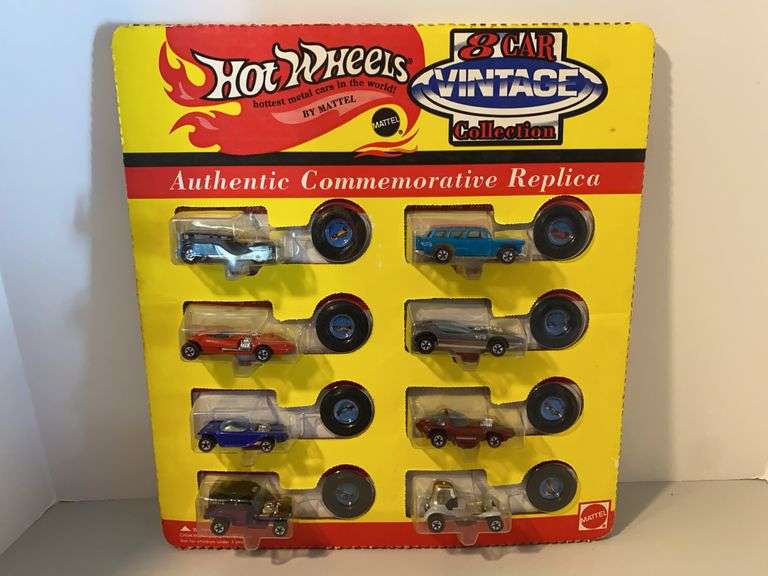 Hot Wheels®
hottest metal cars in the world!
BY MATTEL
MATTEL
8 CAR
VINTAGE
Collection
Authentic Commemorative Replica
MATTEL